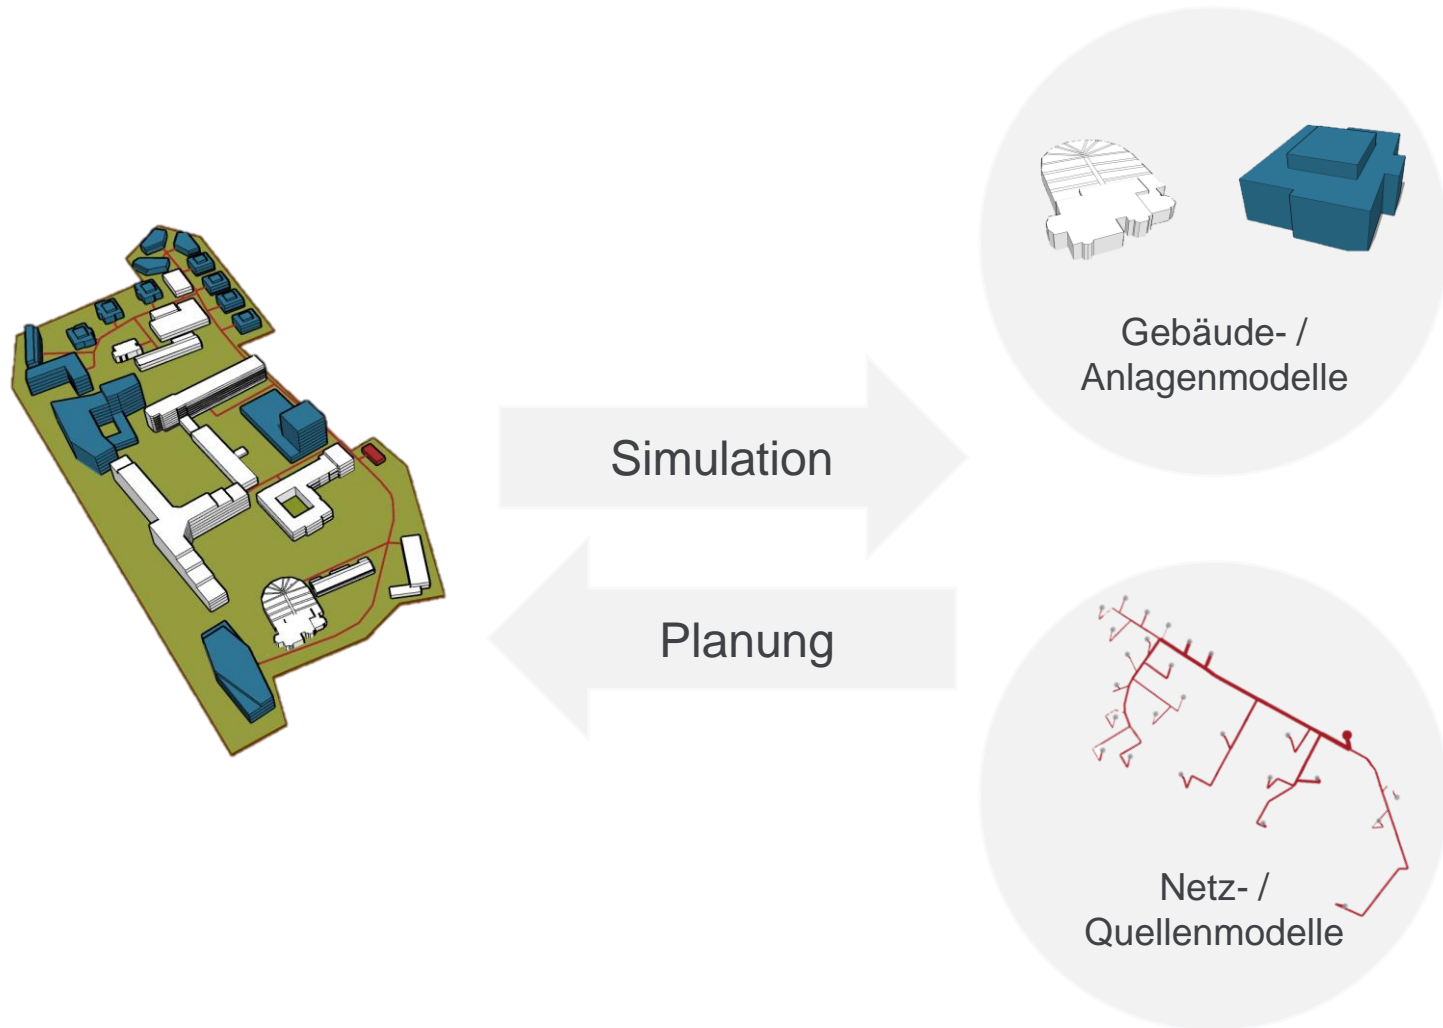 Gebäude- /
Anlagenmodelle
Simulation
Planung
Netz- /
Quellenmodelle